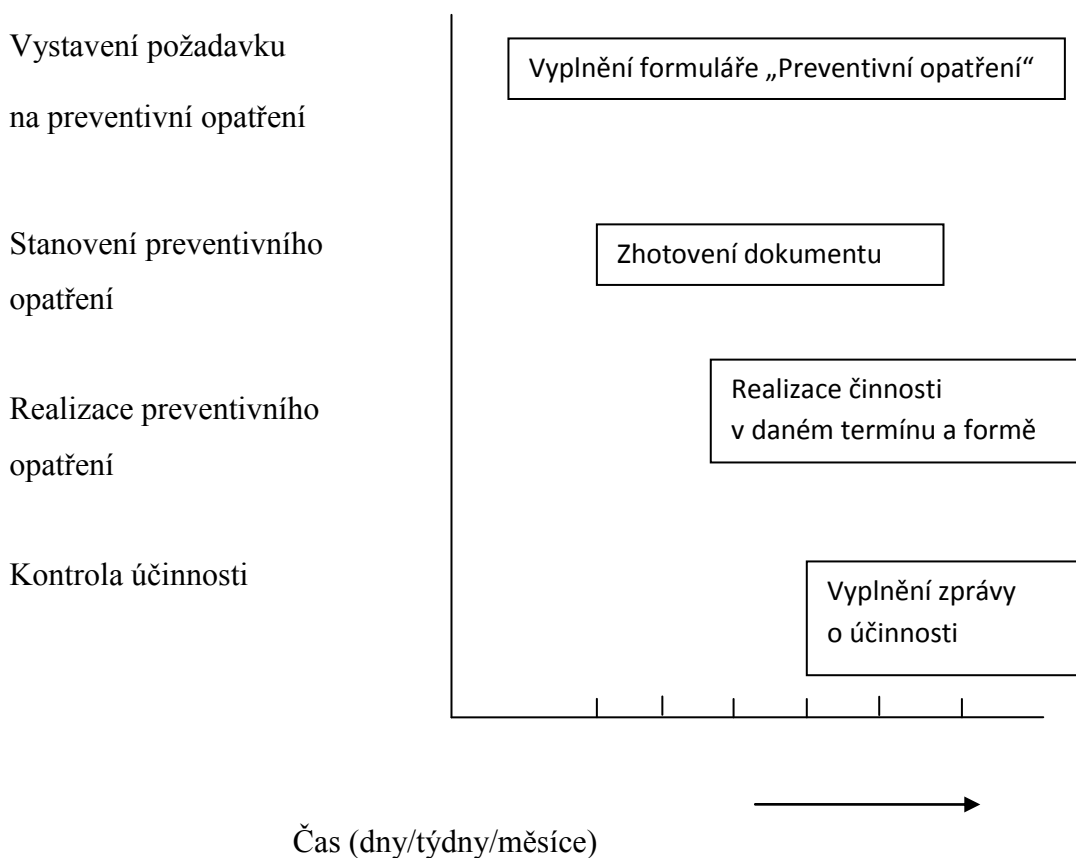 Vystavení požadavku
na preventivní opatření
Vyplnění formuláře „Preventivní opatření“
Stanovení preventivního
opatření
Zhotovení dokumentu
Realizace preventivního
opatření
Realizace činnosti
v daném termínu a formě
Kontrola účinnosti
Vyplnění zprávy
o účinnosti
Čas (dny/týdny/měsíce)